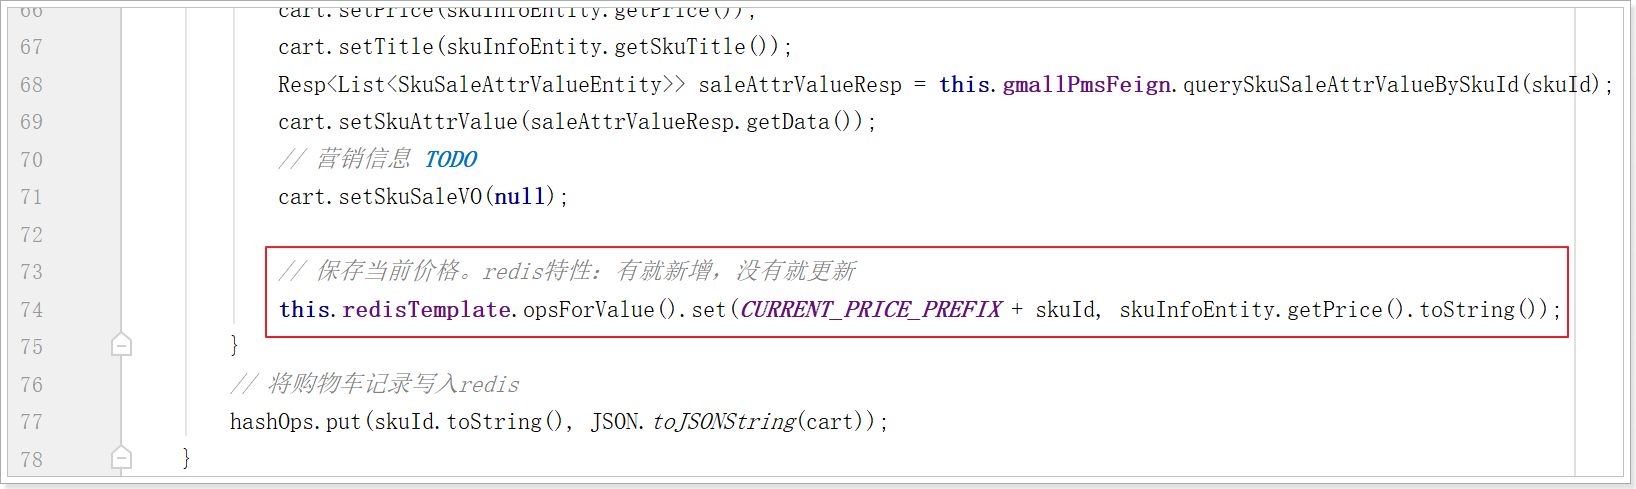 66 cart.setPrice(skuInfoEntity.getPrice());
67 cart.setTitle(skuInfoEntity.getSkuTitle());
68 Resp<List<SkuSaleAttrValueEntity>> saleAttrValueResp = this.gmallPmsFeign.querySkuSaleAttrValueBySkuId(skuId);
69 cart.setSkuAttrValue(saleAttrValueResp.getData());
70 // 营销信息 TODO
71 cart.setSkuSaleVO(null);
72
73 // 保存当前价格。redis特性：有就新增，没有就更新
74 this.redisTemplate.opsForValue().set(CURRENT_PRICE_PREFIX + skuId, skuInfoEntity.getPrice().toString());
75 }
76 // 将购物车记录写入redis
77 hashOps.put(skuId.toString(), JSON.toJSONString(cart));
78 }